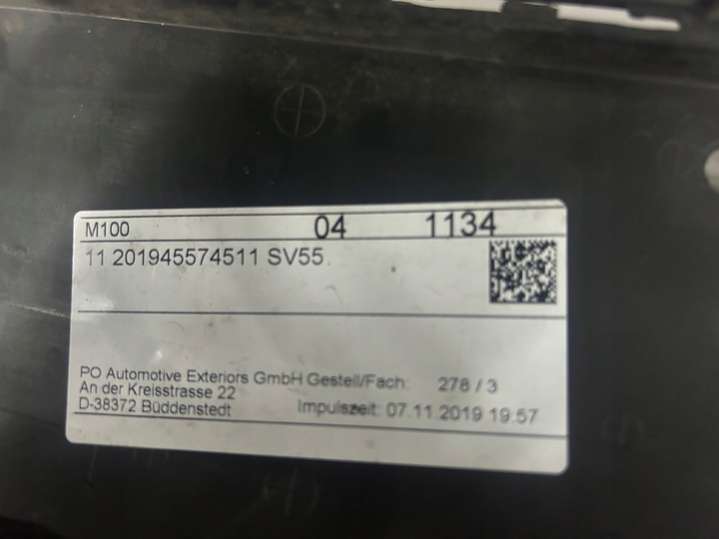 M100 04 1134
11 201945574511 SV55
PO Automotive Exteriors GmbH Gestell/Fach: 278 / 3
An der Kreisstrasse 22
D-38372 Büddenstedt Impulszeit: 07.11.2019 19:57